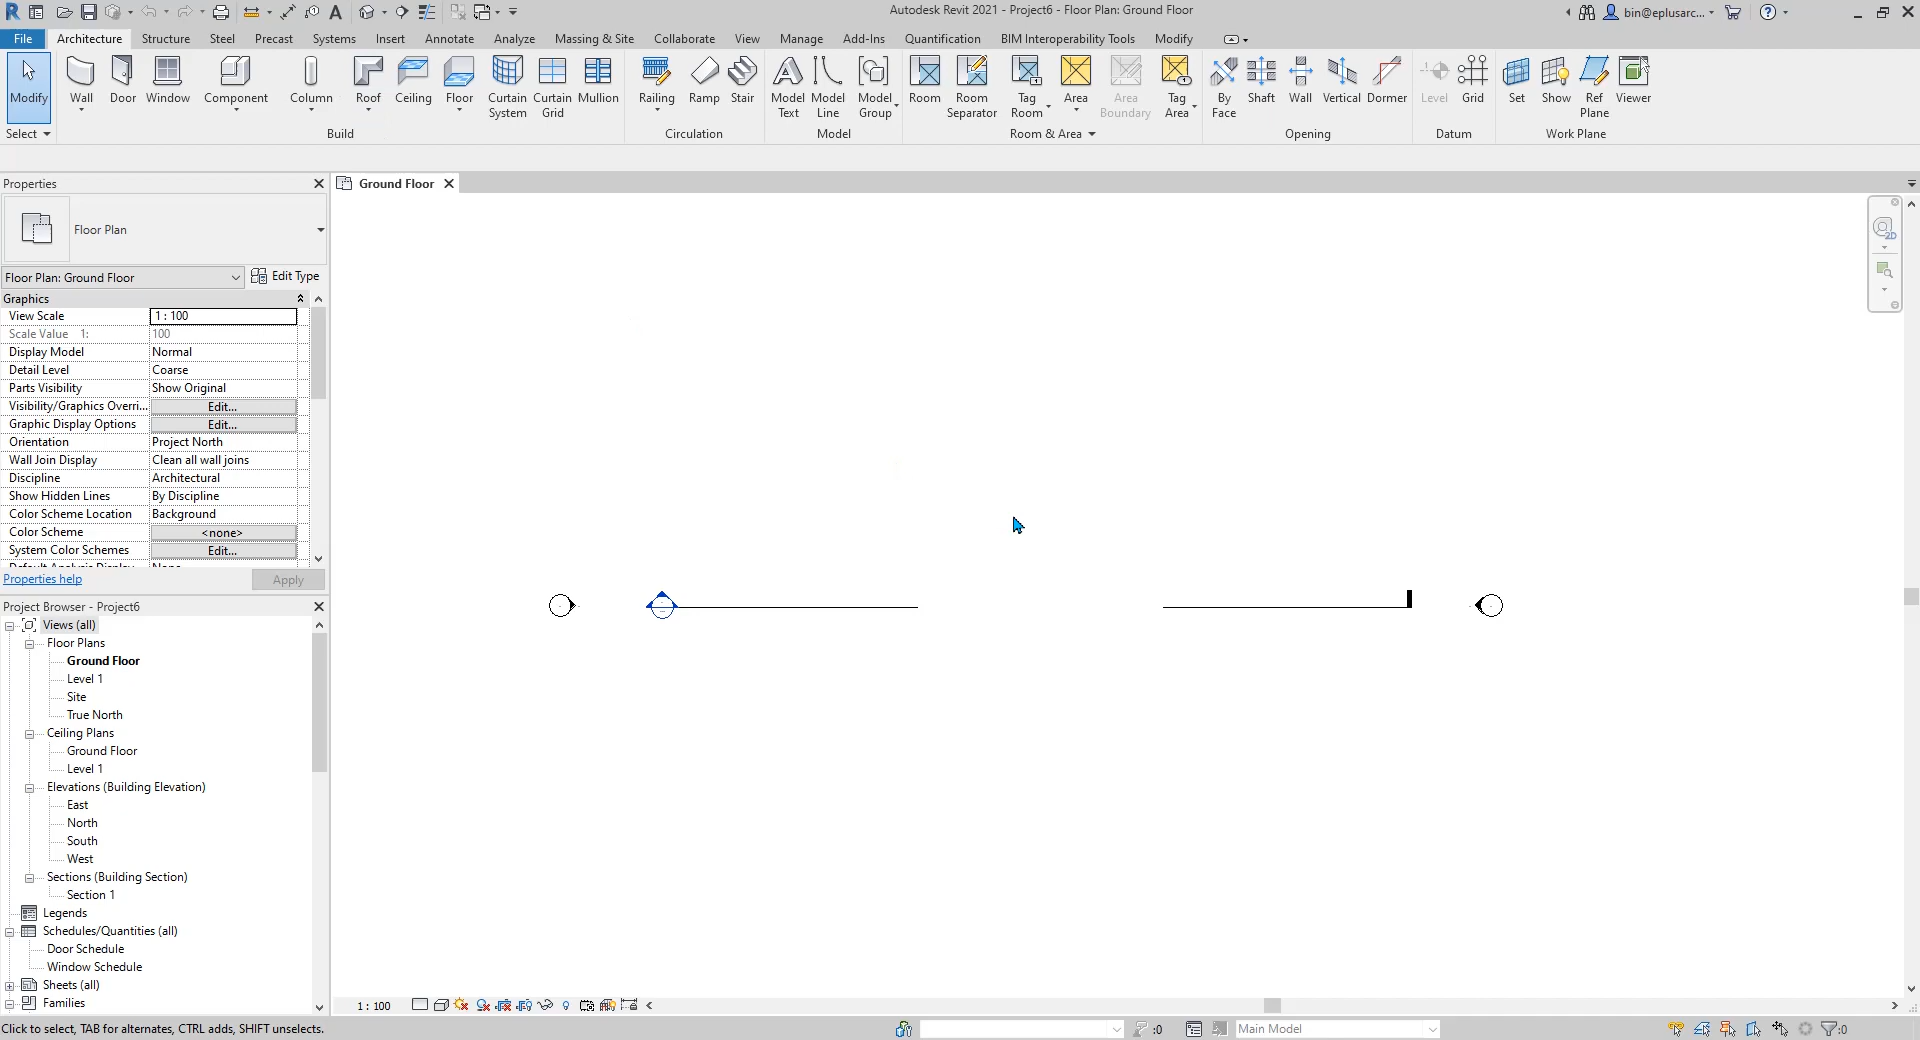 Autodesk Revit 2021 - Project6 - Floor Plan: Ground Floor
bin@eplusarc...
File Architecture Structure Steel Precast Systems Insert Annotate Analyze Massing & Site Collaborate View Manage Add-Ins Quantification BIM Interoperability Tools Modify
Modify Wall Door Window Component Column Roof Ceiling Floor Curtain System Curtain Grid Mullion Railing Ramp Stair Model Text Model Line Model Group Room Room Separator Tag Room Area Area Boundary Tag Area By Face Shaft Wall Vertical Dormer Level Grid Set Show Ref Plane Viewer
Select Build Circulation Model Room & Area Opening Datum Work Plane
Properties
Ground Floor
Floor Plan
Floor Plan: Ground Floor Edit Type
Graphics
View Scale 1 : 100
Scale Value 1: 100
Display Model Normal
Detail Level Coarse
Parts Visibility Show Original
Visibility/Graphics Overri... Edit...
Graphic Display Options Edit...
Orientation Project North
Wall Join Display Clean all wall joins
Discipline Architectural
Show Hidden Lines By Discipline
Color Scheme Location Background
Color Scheme <none>
System Color Schemes Edit...
Default Analysis Display None
Properties help Apply
Project Browser - Project6
Views (all)
Floor Plans
Ground Floor
Level 1
Site
True North
Ceiling Plans
Ground Floor
Level 1
Elevations (Building Elevation)
East
North
South
West
Sections (Building Section)
Section 1
Legends
Schedules/Quantities (all)
Door Schedule
Window Schedule
Sheets (all)
Families
1 : 100
Click to select, TAB for alternates, CTRL adds, SHIFT unselects.
:0
Main Model
:0